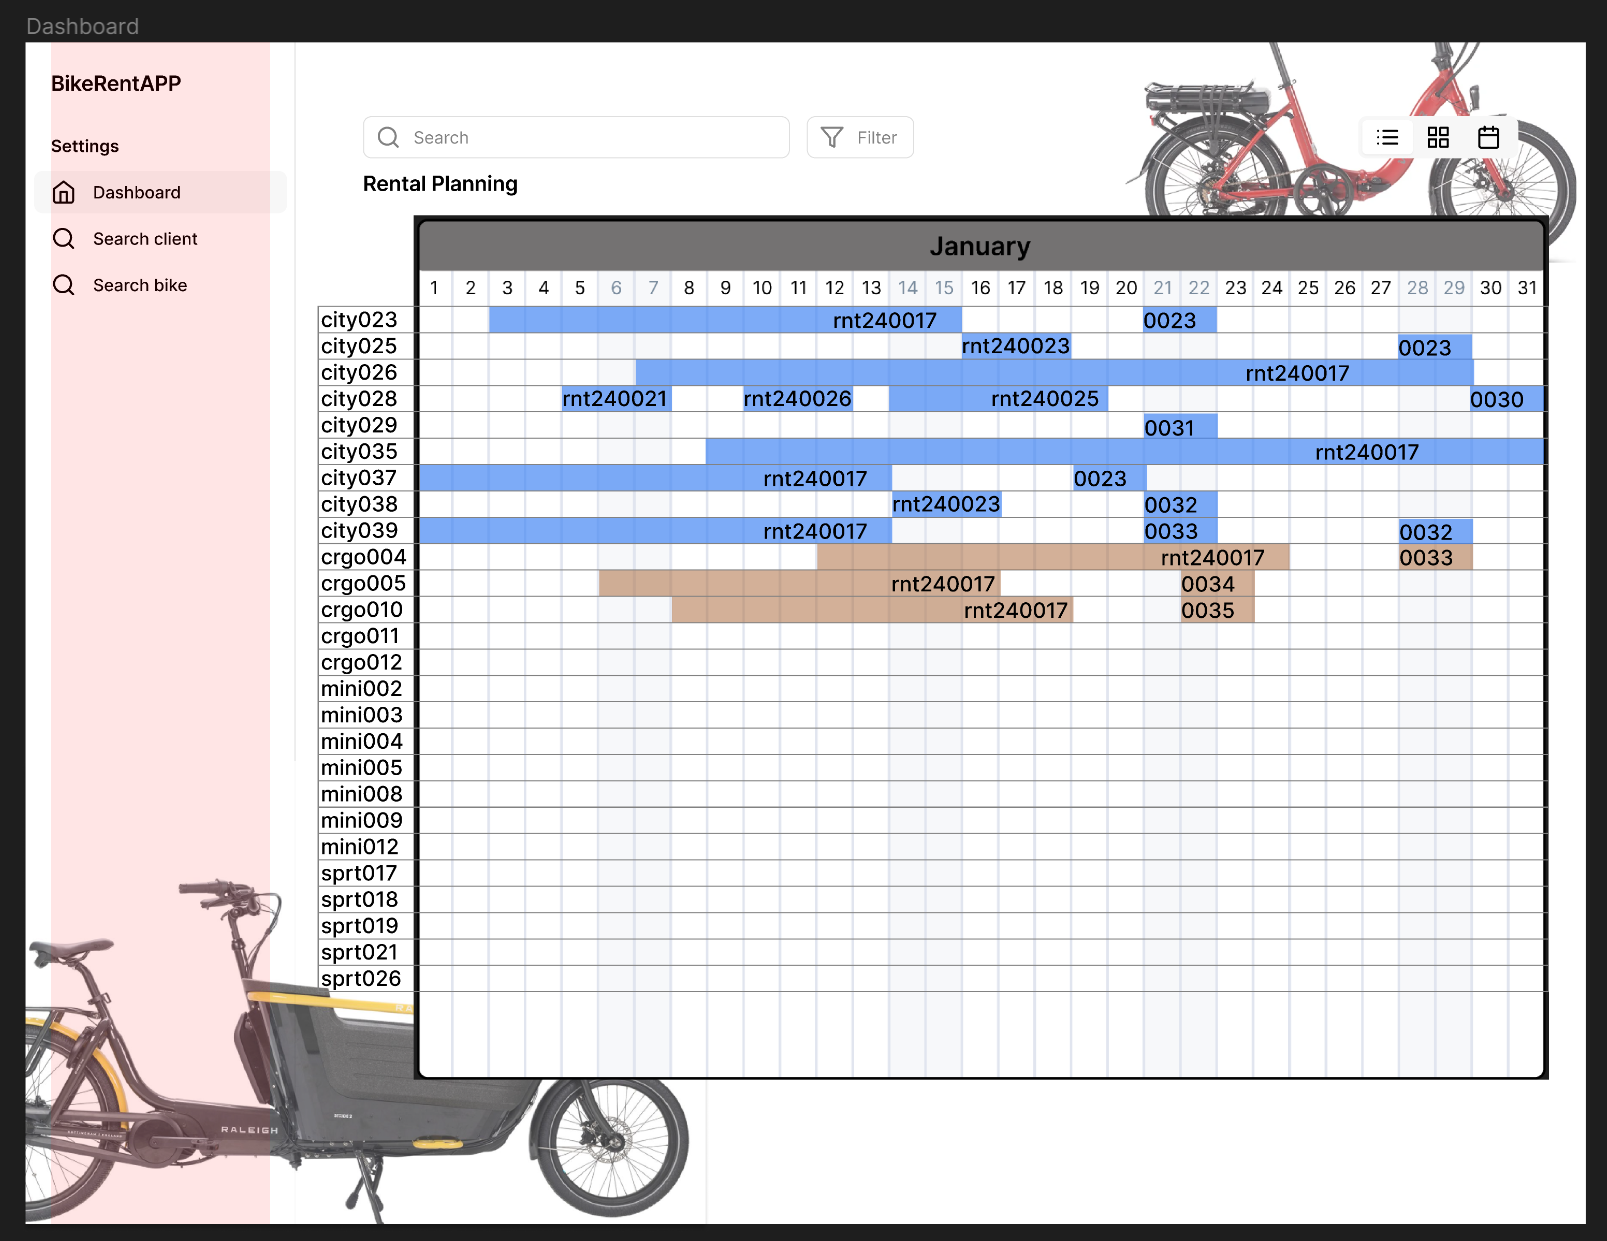 Dashboard
BikeRentAPP
Settings
Dashboard
Search client
Search bike
Search
Filter
Rental Planning
January
1 2 3 4 5 6 7 8 9 10 11 12 13 14 15 16 17 18 19 20 21 22 23 24 25 26 27 28 29 30 31
city023 rnt240017 0023
city025 rnt240023 0023
city026 rnt240017
city028 rnt240021 rnt240026 rnt240025 0030
city029 0031
city035 rnt240017
city037 rnt240017 0023
city038 rnt240023 0032
city039 rnt240017 0033 0032
crgo004 rnt240017 0033
crgo005 rnt240017 0034
crgo010 rnt240017 0035
crgo011
crgo012
mini002
mini003
mini004
mini005
mini008
mini009
mini012
sprt017
sprt018
sprt019
sprt021
sprt026
RALEIGH